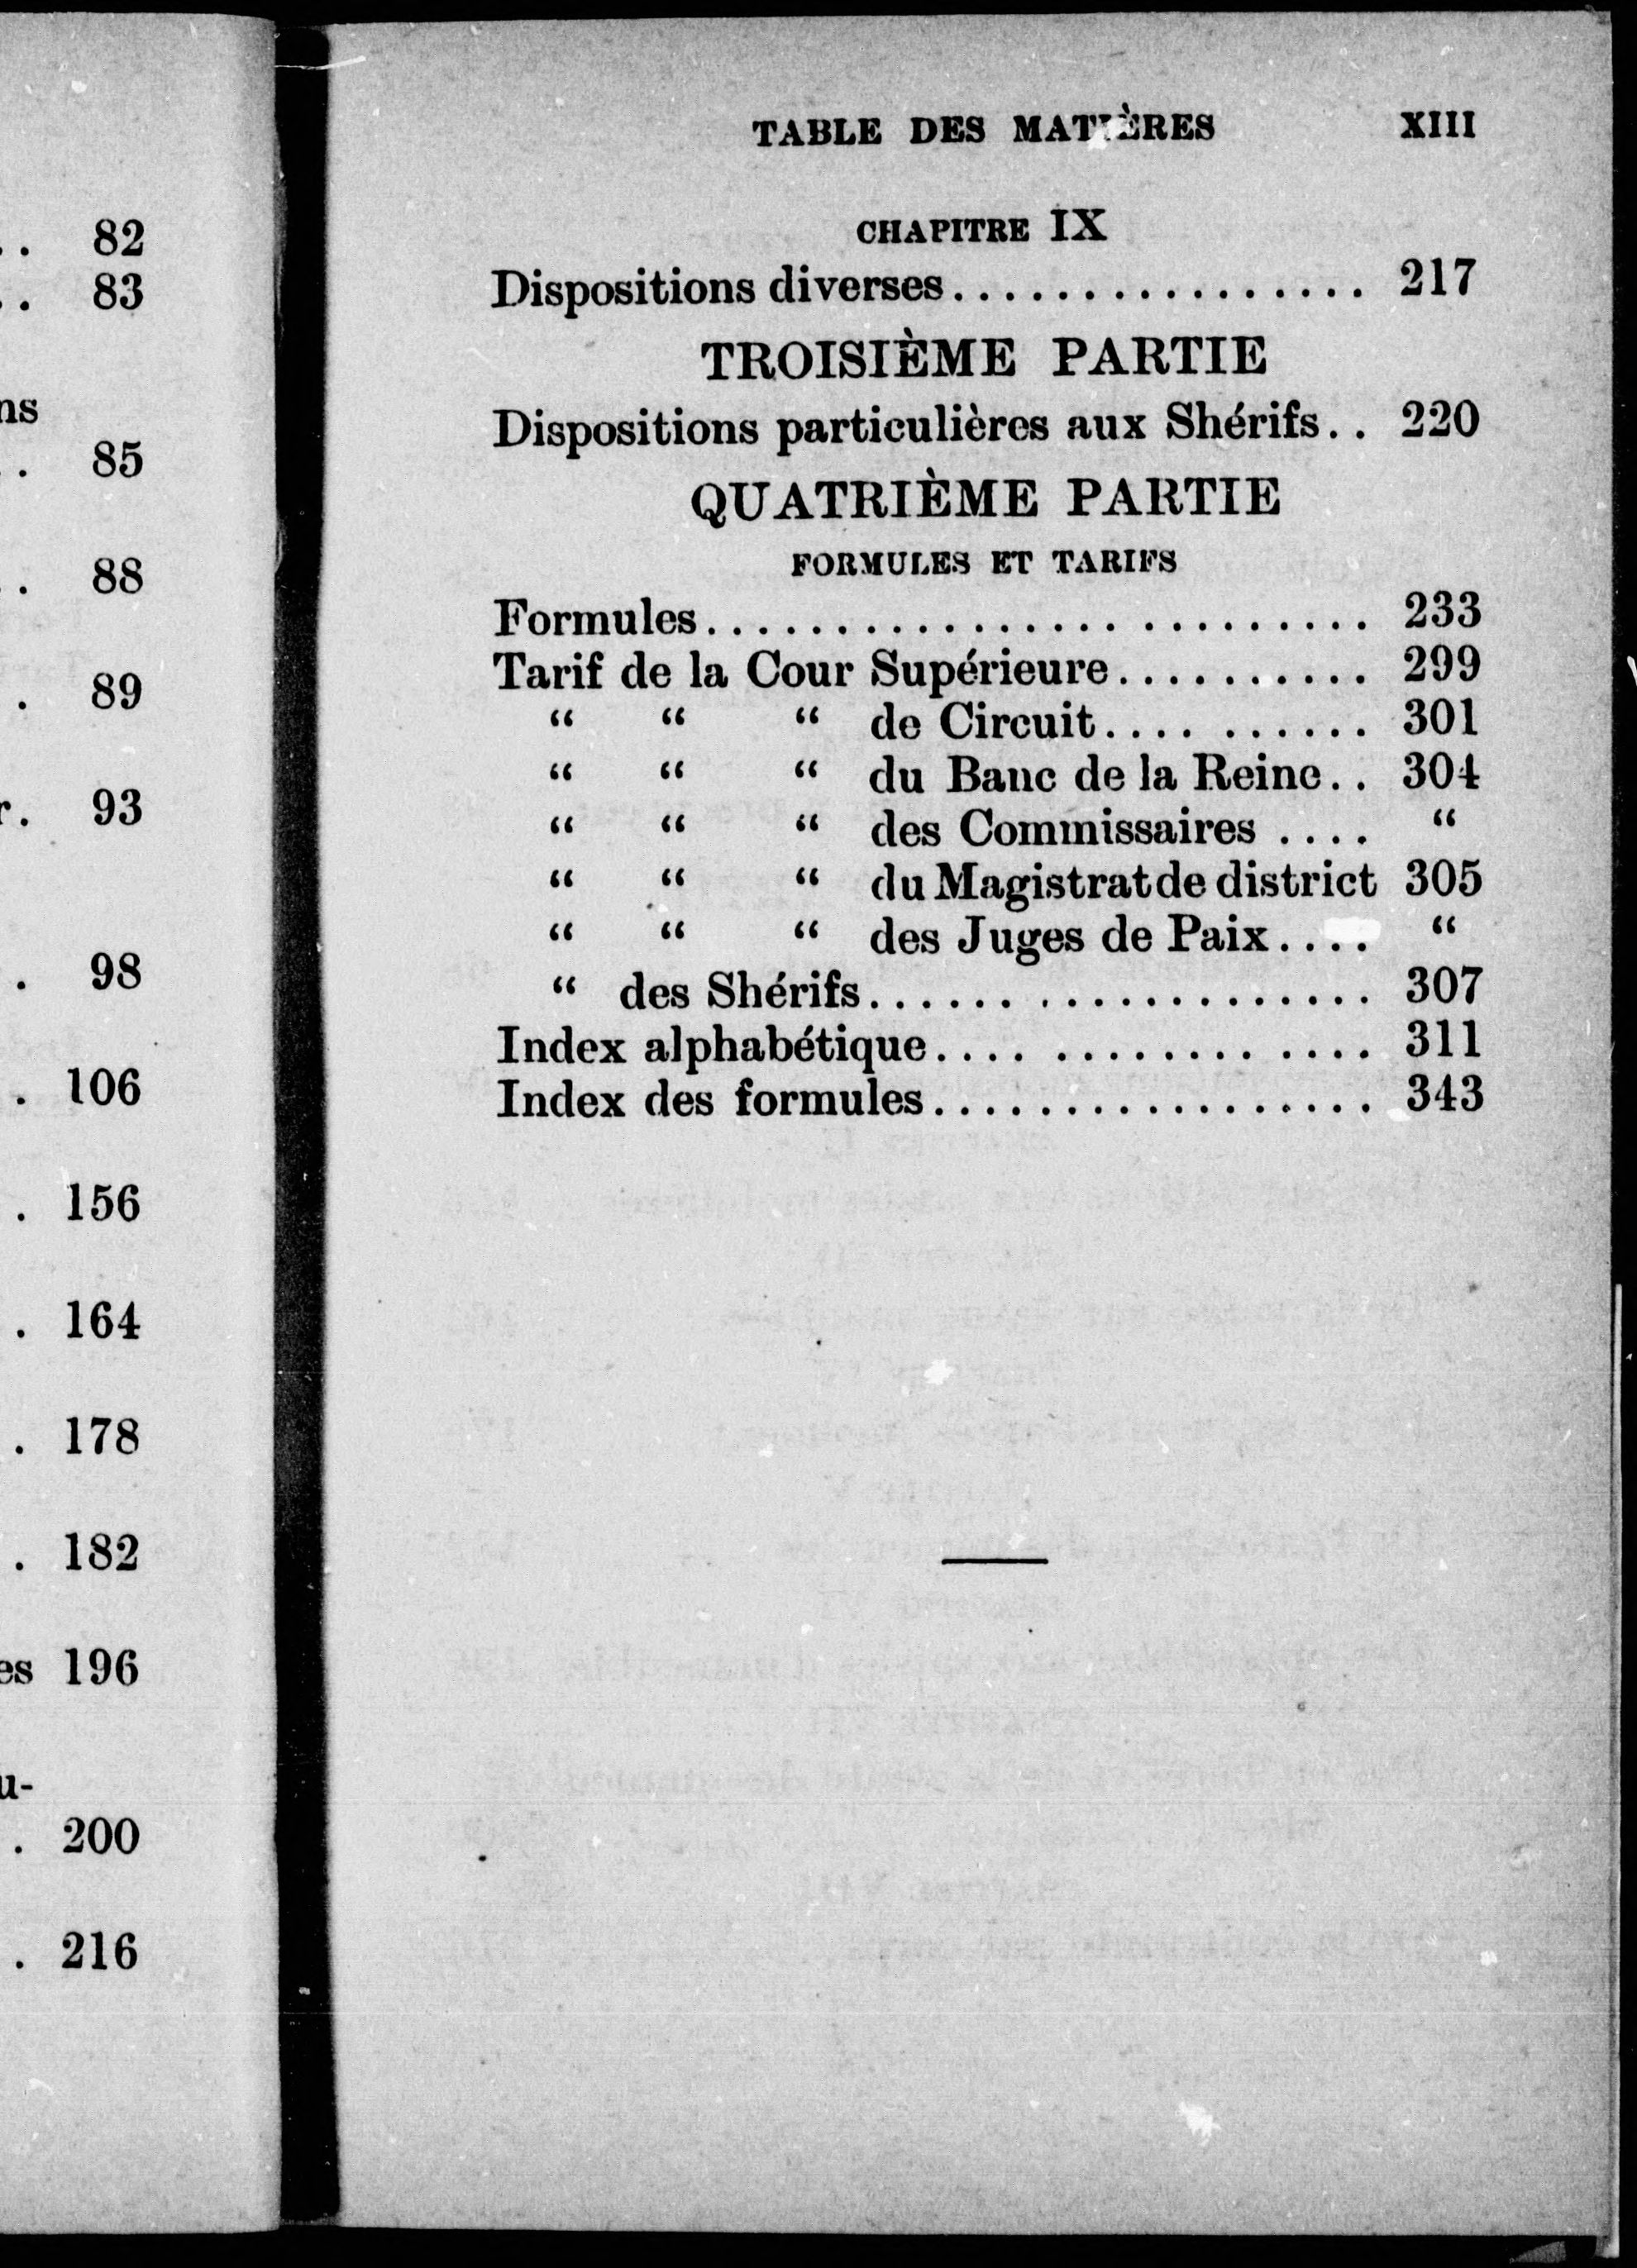 . . 82
. . 83
ns
. . 85
. . 88
. 89
r. 93
. 98
. 106
. 156
. 164
. 178
. 182
es 196
u-
. 200
. 216
TABLE DES MATIÈRES XIII
CHAPITRE IX
Dispositions diverses................ 217
TROISIÈME PARTIE
Dispositions particulières aux Shérifs.. 220
QUATRIÈME PARTIE
FORMULES ET TARIFS
Formules......................... 233
Tarif de la Cour Supérieure.......... 299
“ “ “ de Circuit.... ...... 301
“ “ “ du Banc de la Reine.. 304
“ “ “ des Commissaires .... “
“ “ “ du Magistrat de district 305
“ “ “ des Juges de Paix.... “
“ des Shérifs................... 307
Index alphabétique.... ............ 311
Index des formules................. 343